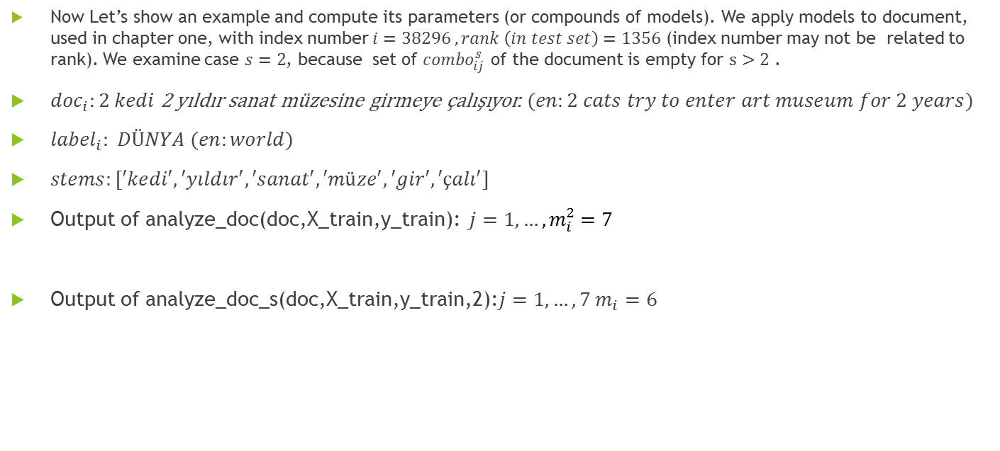 Now Let's show an example and compute its parameters (or compounds of models). We apply models to document,
used in chapter one, with index number i = 38296 , rank (in test set) = 1356 (index number may not be related to
rank). We examine case s = 2, because set of combo_{ij}^{s} of the document is empty for s > 2 .
doc_i: 2 kedi 2 yıldır sanat müzesine girmeye çalışıyor. (en: 2 cats try to enter art museum for 2 years)
label_i: DÜNYA (en: world)
stems: ['kedi', 'yıldır', 'sanat', 'müze', 'gir', 'çalı']
Output of analyze_doc(doc,X_train,y_train): j = 1, … , m_i^2 = 7
Output of analyze_doc_s(doc,X_train,y_train,2):j = 1, … , 7 m_i = 6